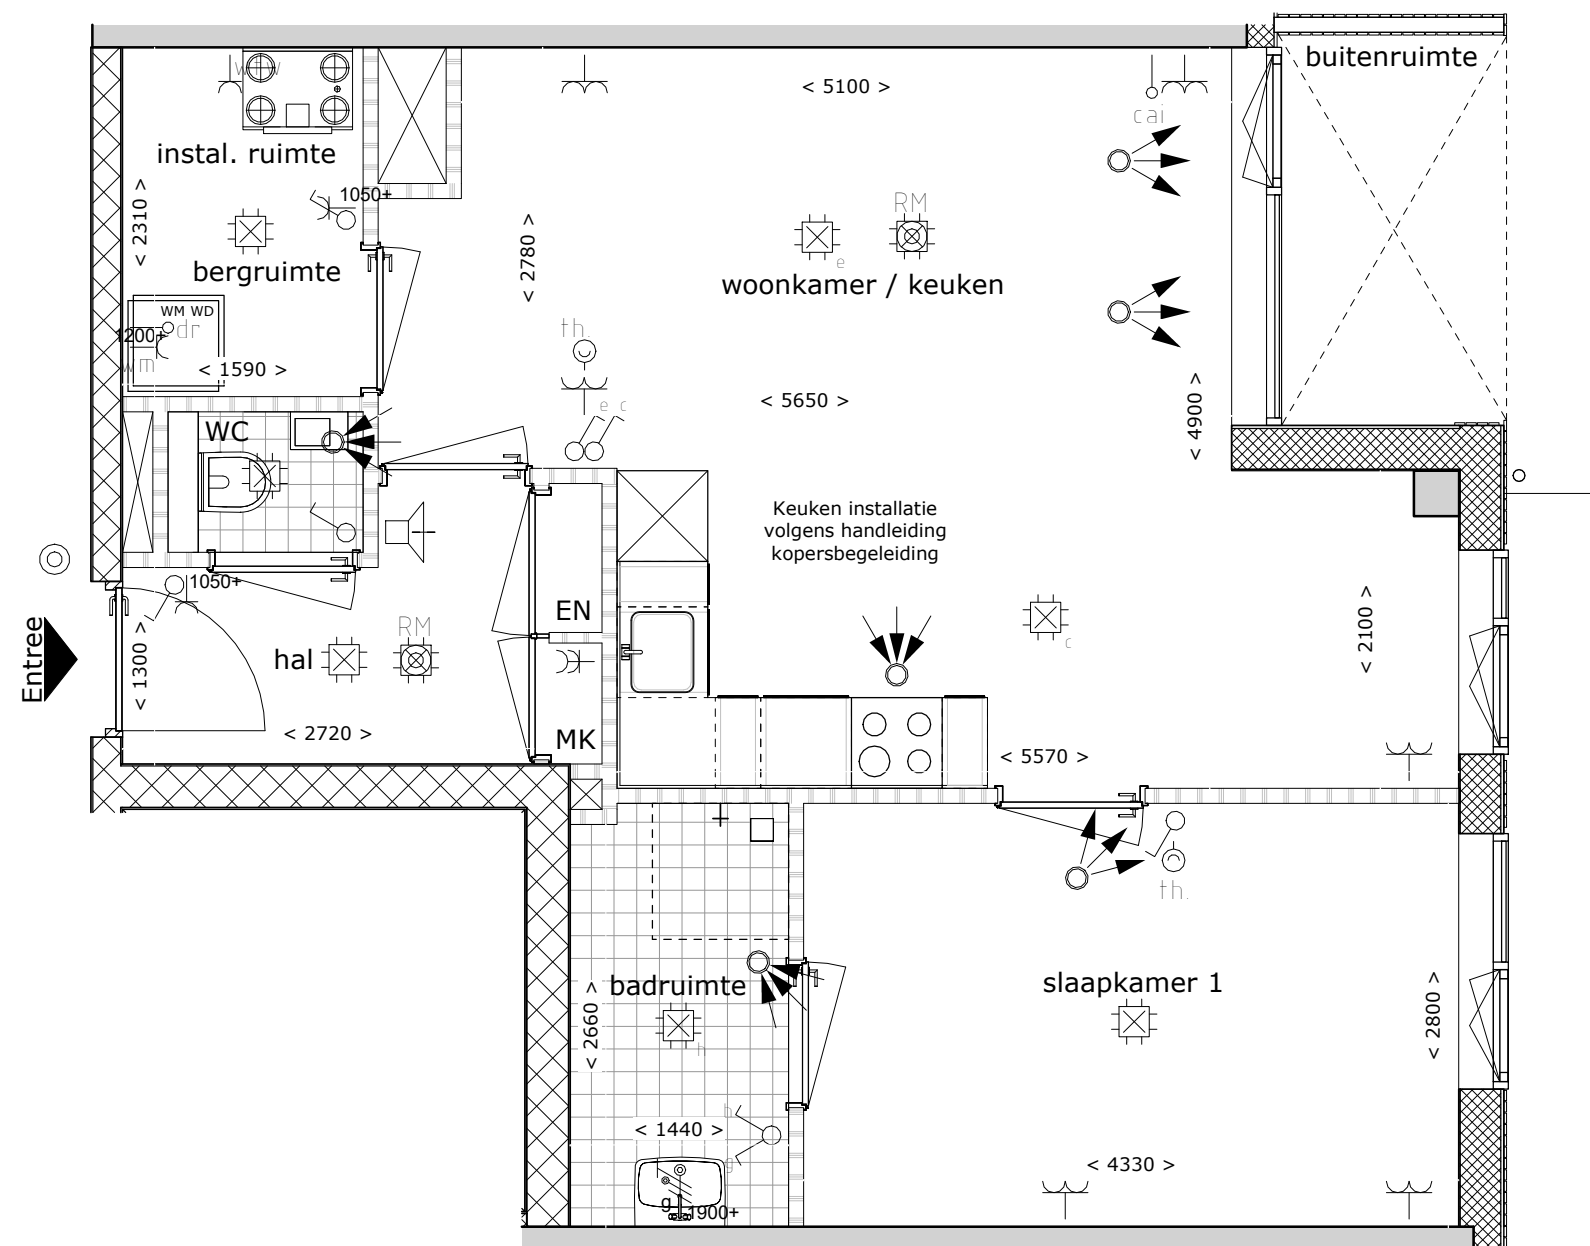 buitenruimte
< 5100 >
cai
instal. ruimte
1050+
< 2310 >
RM
< 2780 >
bergruimte
e
woonkamer / keuken
WM WD
dr
1200+
wm
th.
< 1590 >
< 5650 >
< 4900 >
e c
WC
Keuken installatie
volgens handleiding
kopersbegeleiding
1050+
EN
RM
Entree
< 1300 >
hal
c
< 2100 >
< 2720 >
MK
< 5570 >
th.
badruimte
slaapkamer 1
< 2660 >
h
< 2800 >
h
< 1440 >
g
< 4330 >
g
1900+